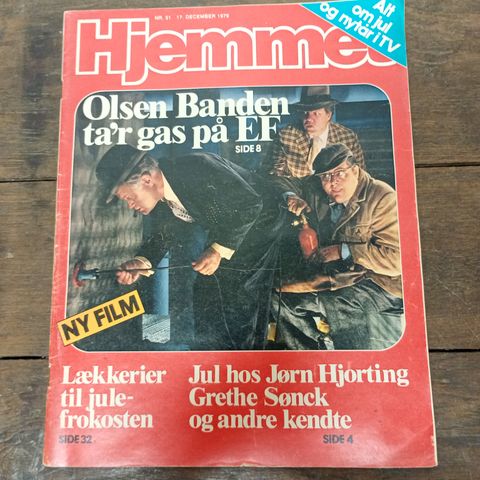 NR. 51 17. DECEMBER 1979
Hjemmet
Alt
om jul
og nytår i TV
Olsen Banden
ta'r gas på EF
SIDE 8
NY FILM
Lækkerier
til jule-
frokosten
SIDE 32
Jul hos Jørn Hjorting
Grethe Sønck
og andre kendte
SIDE 4